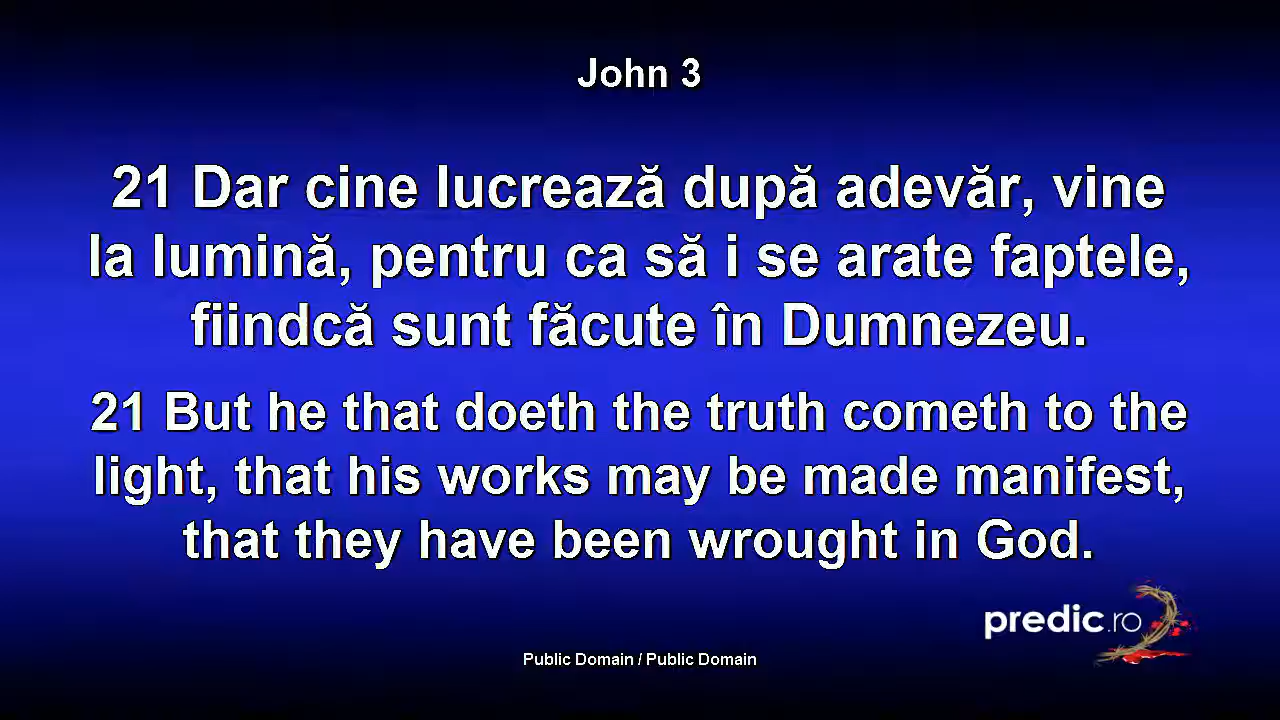 John 3
21 Dar cine lucrează după adevăr, vine
la lumină, pentru ca să i se arate faptele,
fiindcă sunt făcute în Dumnezeu.
21 But he that doeth the truth cometh to the
light, that his works may be made manifest,
that they have been wrought in God.
predic.ro
Public Domain / Public Domain